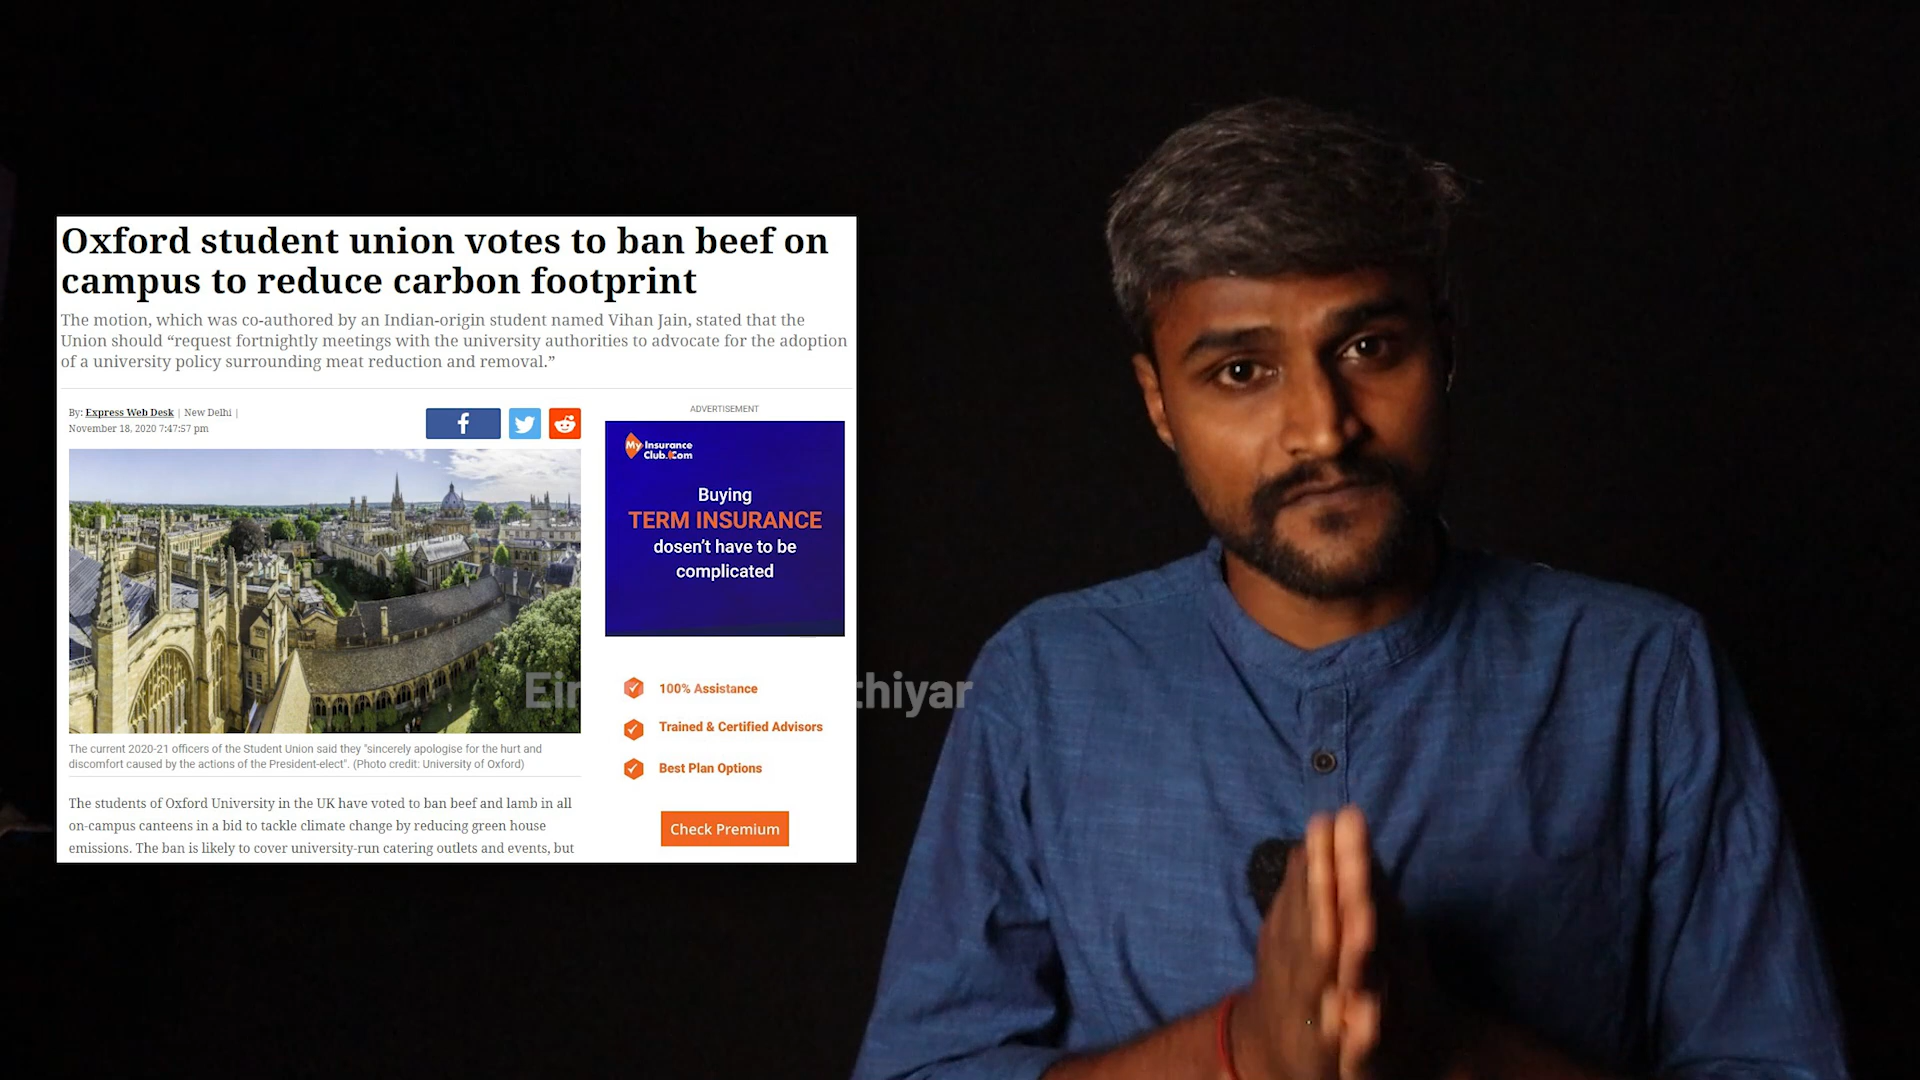 Oxford student union votes to ban beef on
campus to reduce carbon footprint
The motion, which was co-authored by an Indian-origin student named Vihan Jain, stated that the
Union should “request fortnightly meetings with the university authorities to advocate for the adoption
of a university policy surrounding meat reduction and removal.”
By: Express Web Desk | New Delhi |
November 18, 2020 7:47:57 pm
f
The current 2020-21 officers of the Student Union said they "sincerely apologise for the hurt and
discomfort caused by the actions of the President-elect". (Photo credit: University of Oxford)
The students of Oxford University in the UK have voted to ban beef and lamb in all
on-campus canteens in a bid to tackle climate change by reducing green house
emissions. The ban is likely to cover university-run catering outlets and events, but
ADVERTISEMENT
My Insurance
Club.Com
Buying
TERM INSURANCE
dosen’t have to be
complicated
100% Assistance
Trained & Certified Advisors
Best Plan Options
Check Premium